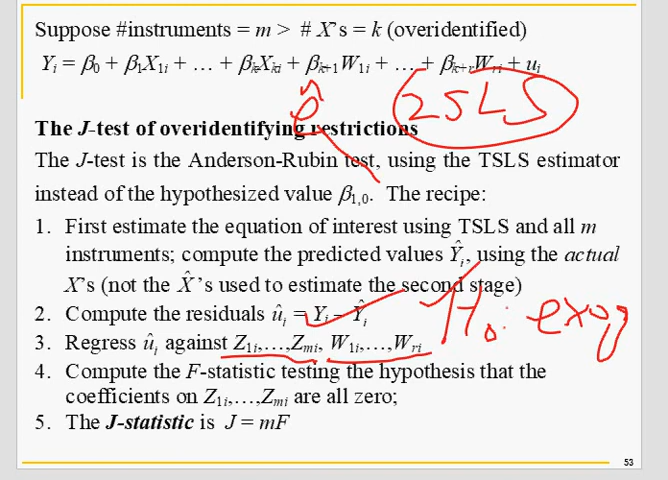 Suppose #instruments = m > # X's = k (overidentified)
Yᵢ = β₀ + β₁X₁ᵢ + … + βₖXₖᵢ + βₖ₊₁W₁ᵢ + … + βₖ₊ᵣWᵣᵢ + uᵢ
2SLS
The J-test of overidentifying restrictions
The J-test is the Anderson-Rubin test, using the TSLS estimator
instead of the hypothesized value β₁,₀. The recipe:
1. First estimate the equation of interest using TSLS and all m
instruments; compute the predicted values Ŷᵢ, using the actual
X's (not the X̂'s used to estimate the second stage)
2. Compute the residuals ûᵢ = Yᵢ – Ŷᵢ
H₀: exog
3. Regress ûᵢ against Z₁ᵢ,…,Zₘᵢ, W₁ᵢ,…,Wᵣᵢ
4. Compute the F-statistic testing the hypothesis that the
coefficients on Z₁ᵢ,…,Zₘᵢ are all zero;
5. The J-statistic is J = mF
53